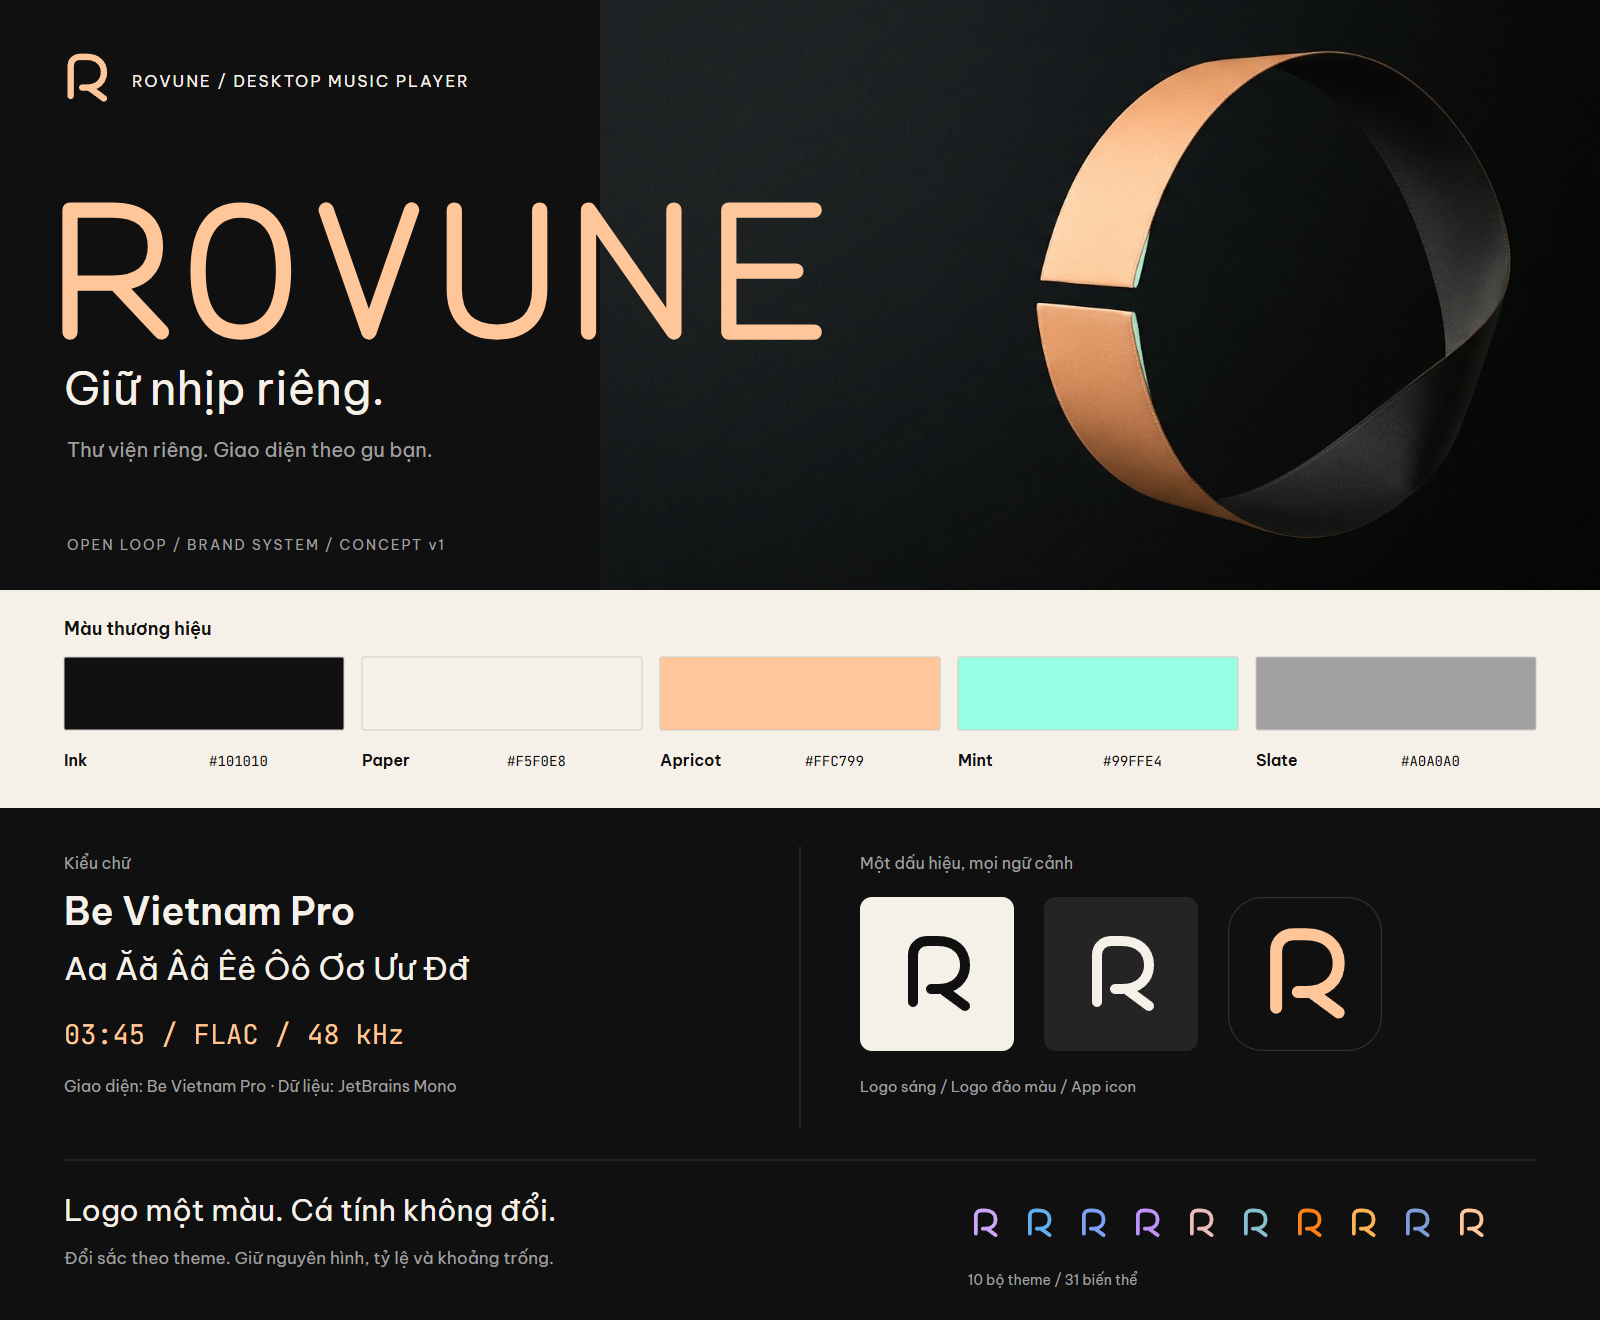 R
ROVUNE / DESKTOP MUSIC PLAYER
ROVUNE
Giữ nhịp riêng.
Thư viện riêng. Giao diện theo gu bạn.
OPEN LOOP / BRAND SYSTEM / CONCEPT v1
Màu thương hiệu
Ink #101010
Paper #F5F0E8
Apricot #FFC799
Mint #99FFE4
Slate #A0A0A0
Kiểu chữ
Be Vietnam Pro
Aa Ăă Ââ Êê Ôô Ơơ Ưư Đđ
03:45 / FLAC / 48 kHz
Giao diện: Be Vietnam Pro · Dữ liệu: JetBrains Mono
Một dấu hiệu, mọi ngữ cảnh
R R R
Logo sáng / Logo đảo màu / App icon
Logo một màu. Cá tính không đổi.
Đổi sắc theo theme. Giữ nguyên hình, tỷ lệ và khoảng trống.
R R R R R R R R R R
10 bộ theme / 31 biến thể